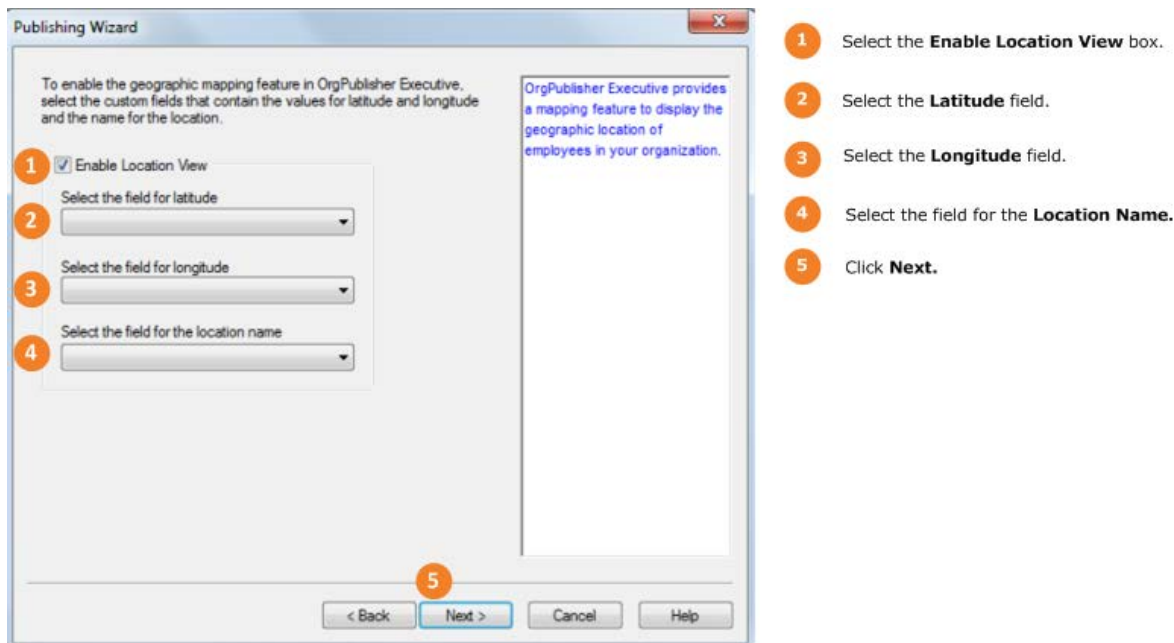 Publishing Wizard
X
To enable the geographic mapping feature in OrgPublisher Executive,
select the custom fields that contain the values for latitude and longitude
and the name for the location.
1
Enable Location View
Select the field for latitude
2
Select the field for longitude
3
Select the field for the location name
4
OrgPublisher Executive provides
a mapping feature to display the
geographic location of
employees in your organization.
5
< Back
Next >
Cancel
Help
1 Select the Enable Location View box.
2 Select the Latitude field.
3 Select the Longitude field.
4 Select the field for the Location Name.
5 Click Next.